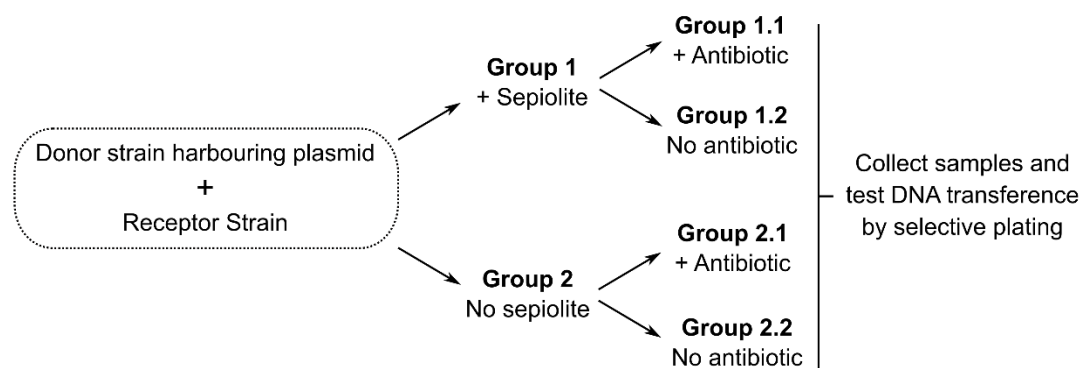 Donor strain harbouring plasmid
+
Receptor Strain
Group 1
+ Sepiolite
Group 2
No sepiolite
Group 1.1
+ Antibiotic
Group 1.2
No antibiotic
Group 2.1
+ Antibiotic
Group 2.2
No antibiotic
Collect samples and
test DNA transference
by selective plating